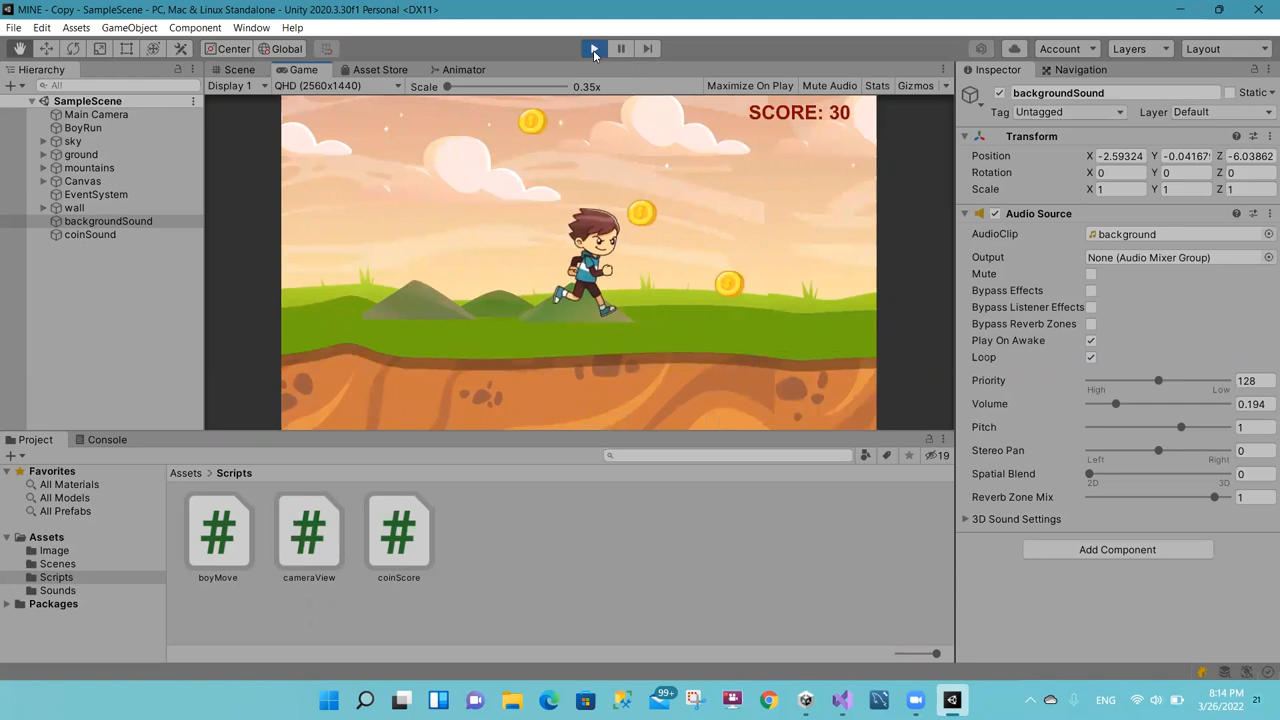 MINE - Copy - SampleScene - PC, Mac & Linux Standalone - Unity 2020.3.30f1 Personal <DX11>
File Edit Assets GameObject Component Window Help
Center Global
Account Layers Layout
Hierarchy
All
SampleScene
Main Camera
BoyRun
sky
ground
mountains
Canvas
EventSystem
wall
backgroundSound
coinSound
Scene Game Asset Store Animator
Display 1 QHD (2560x1440) Scale 0.35x Maximize On Play Mute Audio Stats Gizmos
SCORE: 30
Inspector Navigation
backgroundSound Static
Tag Untagged Layer Default
Transform
Position X -2.59324 Y -0.04167 Z -6.03862
Rotation X 0 Y 0 Z 0
Scale X 1 Y 1 Z 1
Audio Source
AudioClip background
Output None (Audio Mixer Group)
Mute
Bypass Effects
Bypass Listener Effects
Bypass Reverb Zones
Play On Awake
Loop
Priority 128
High Low
Volume 0.194
Pitch 1
Stereo Pan 0
Left Right
Spatial Blend 0
2D 3D
Reverb Zone Mix 1
3D Sound Settings
Add Component
Project Console
19
Favorites
All Materials
All Models
All Prefabs
Assets
Image
Scenes
Scripts
Sounds
Packages
Assets > Scripts
# # #
boyMove cameraView coinScore
99+
ENG
8:14 PM
3/26/2022
21